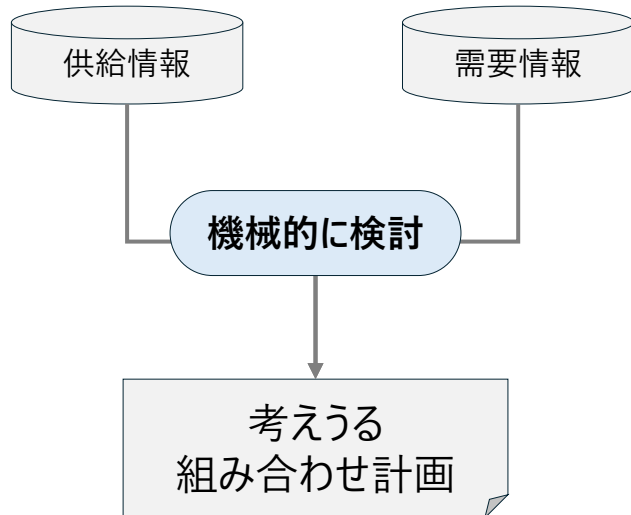 供給情報
需要情報
機械的に検討
考えうる
組み合わせ計画